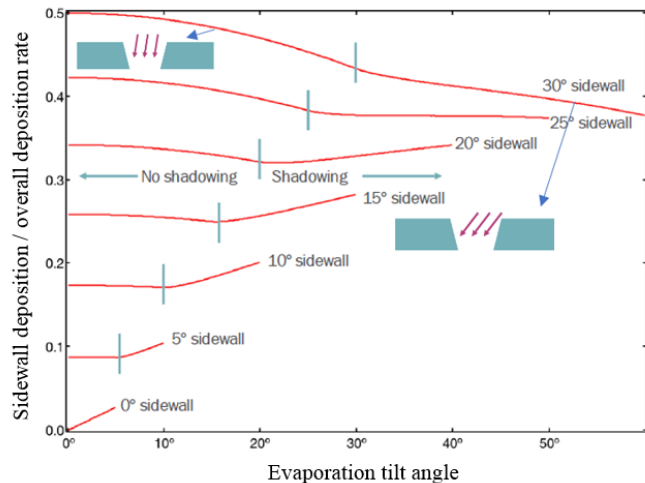 Sidewall deposition / overall deposition rate
0.5
0.4
0.3
0.2
0.1
0.0
30° sidewall
25° sidewall
20° sidewall
No shadowing
Shadowing
15° sidewall
10° sidewall
5° sidewall
0° sidewall
0° 10° 20° 30° 40° 50°
Evaporation tilt angle